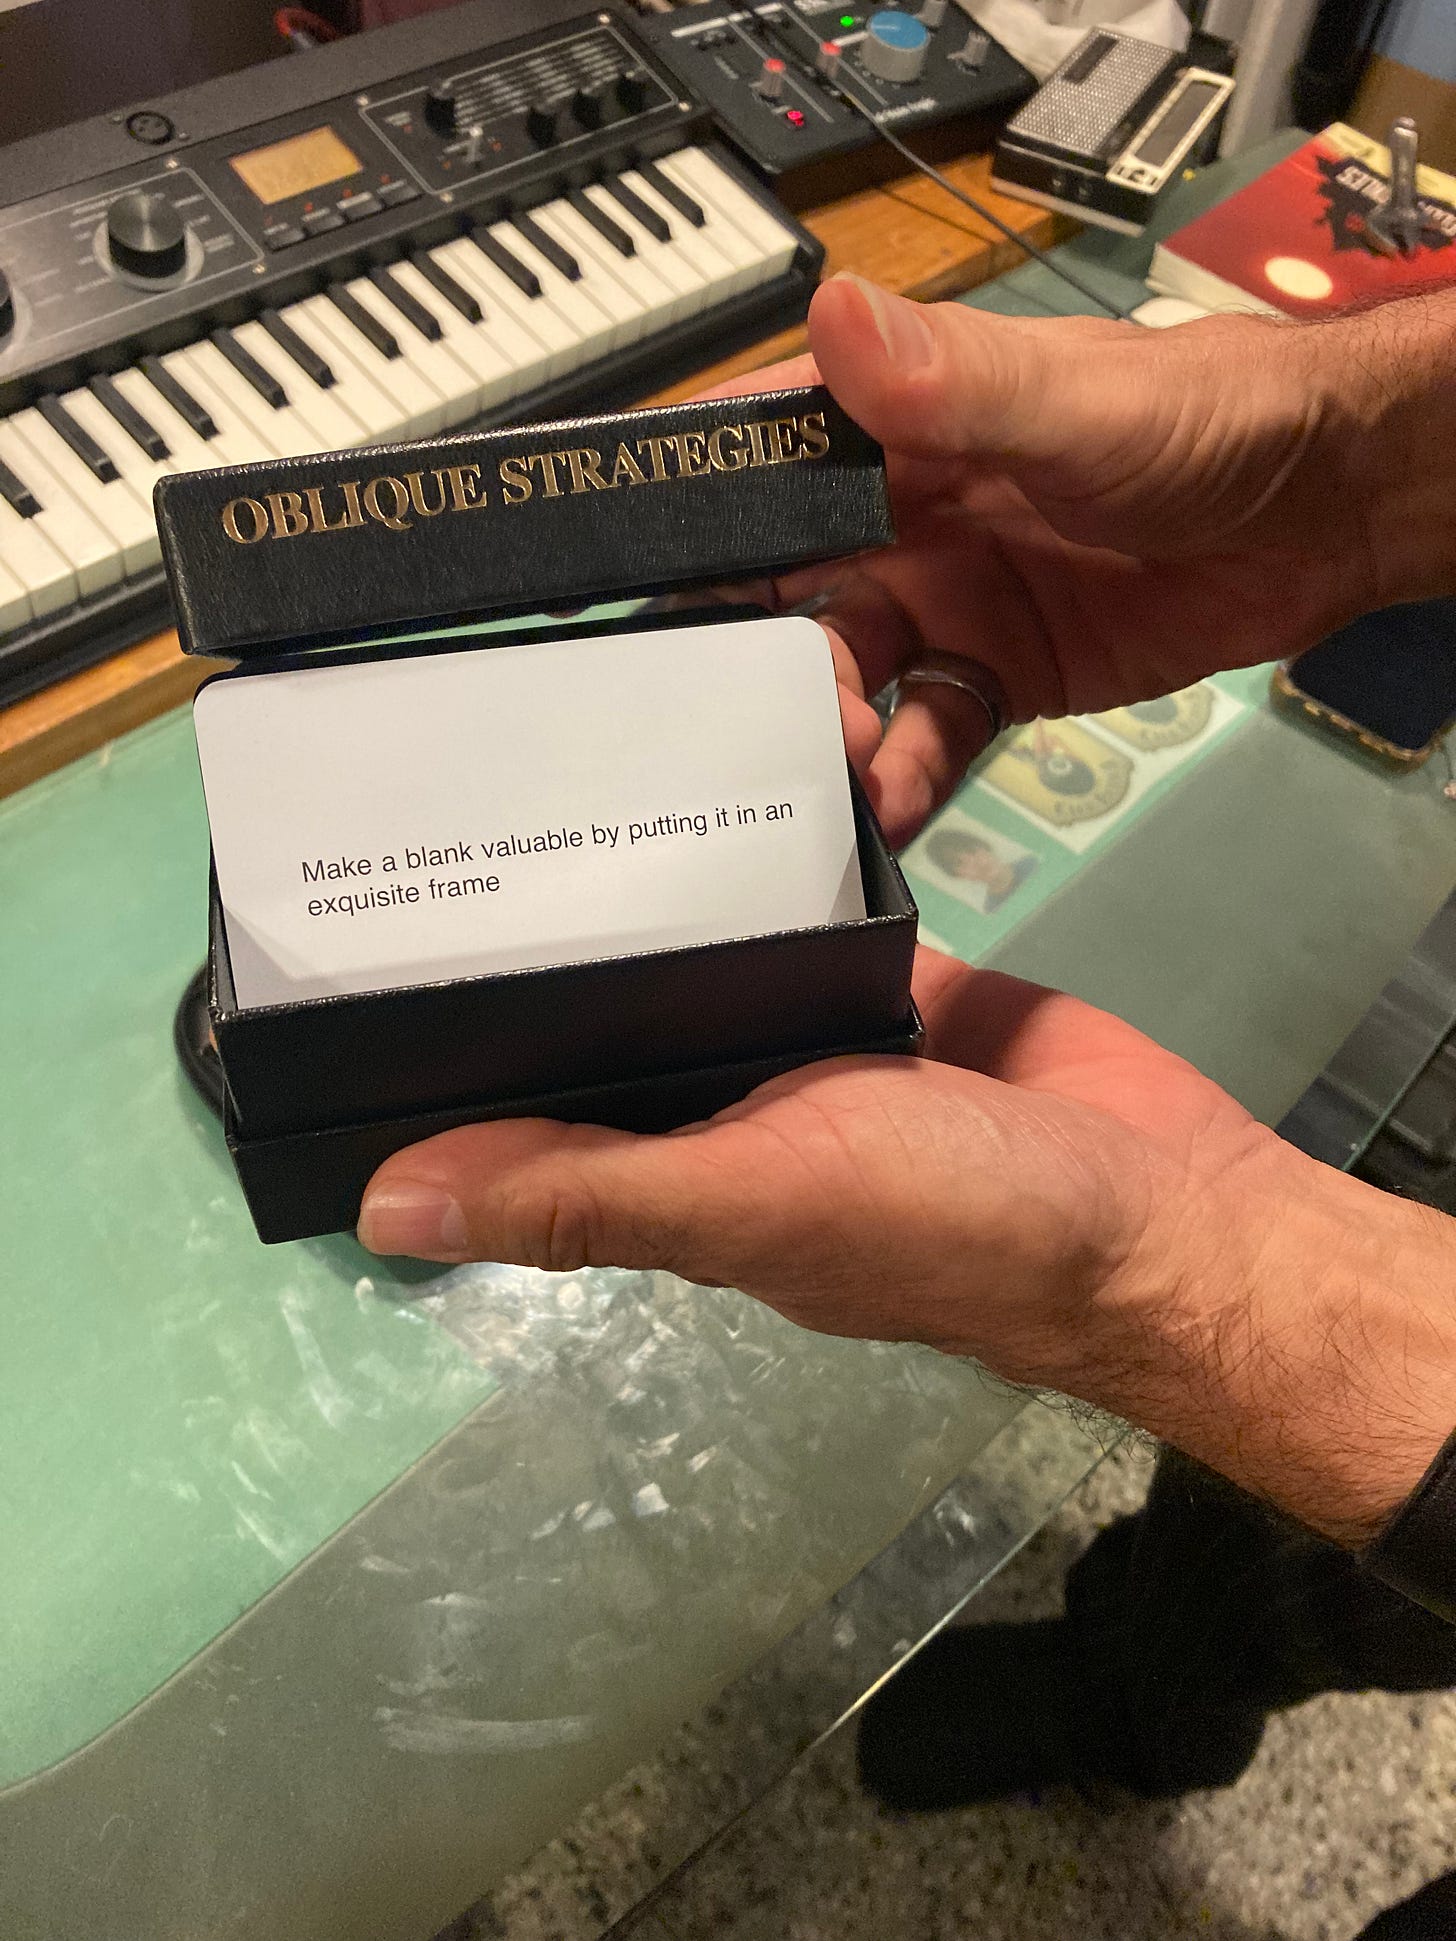 OBLIQUE STRATEGIES
Make a blank valuable by putting it in an
exquisite frame